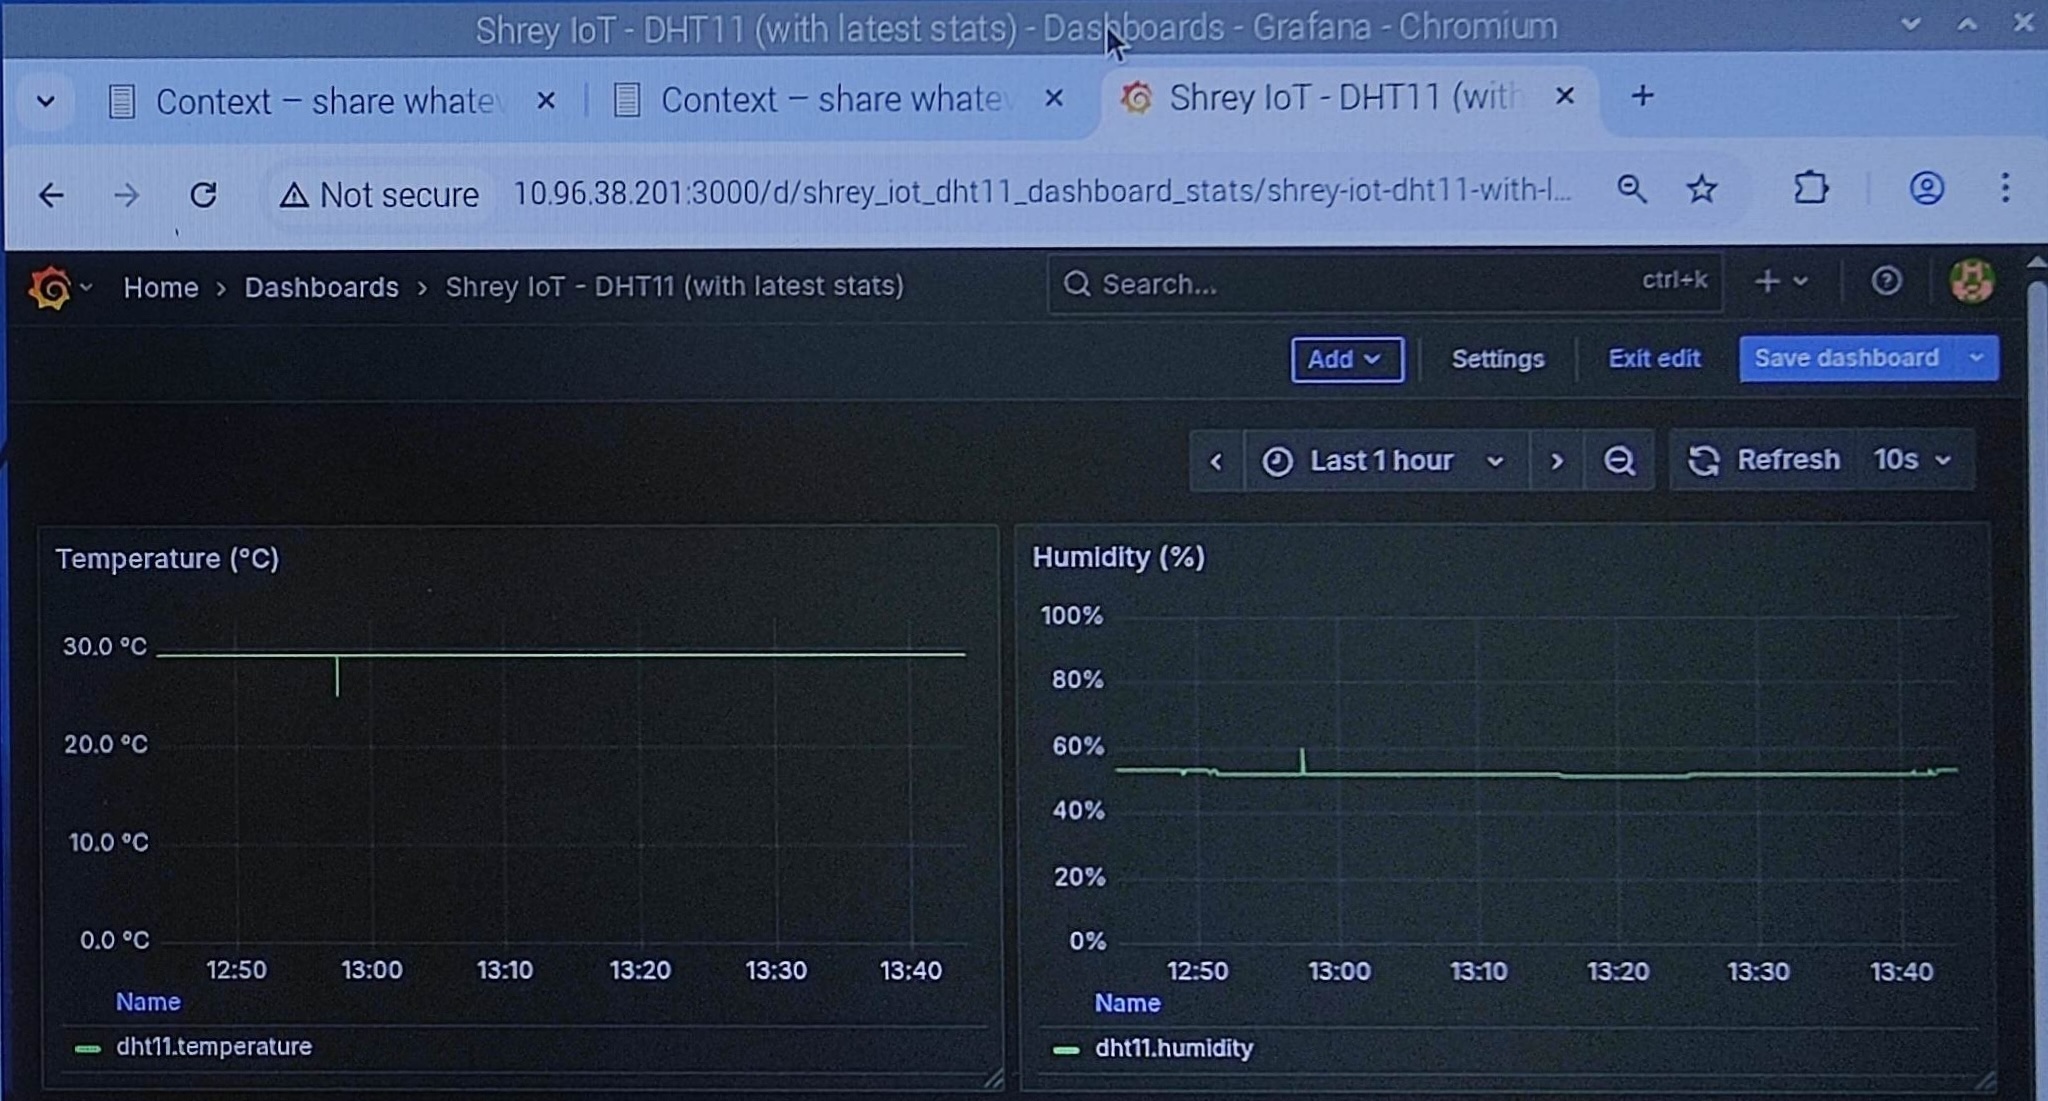 Shrey IoT - DHT11 (with latest stats) - Dashboards - Grafana - Chromium
Context – share whatev
Context – share whatev
Shrey IoT - DHT11 (with
Not secure
10.96.38.201:3000/d/shrey_iot_dht11_dashboard_stats/shrey-iot-dht11-with-l...
Home > Dashboards > Shrey IoT - DHT11 (with latest stats)
Search...
ctrl+k
Add
Settings
Exit edit
Save dashboard
Last 1 hour
Refresh
10s
Temperature (°C)
30.0 °C
20.0 °C
10.0 °C
0.0 °C
12:50 13:00 13:10 13:20 13:30 13:40
Name
dht11.temperature
Humidity (%)
100%
80%
60%
40%
20%
0%
12:50 13:00 13:10 13:20 13:30 13:40
Name
dht11.humidity